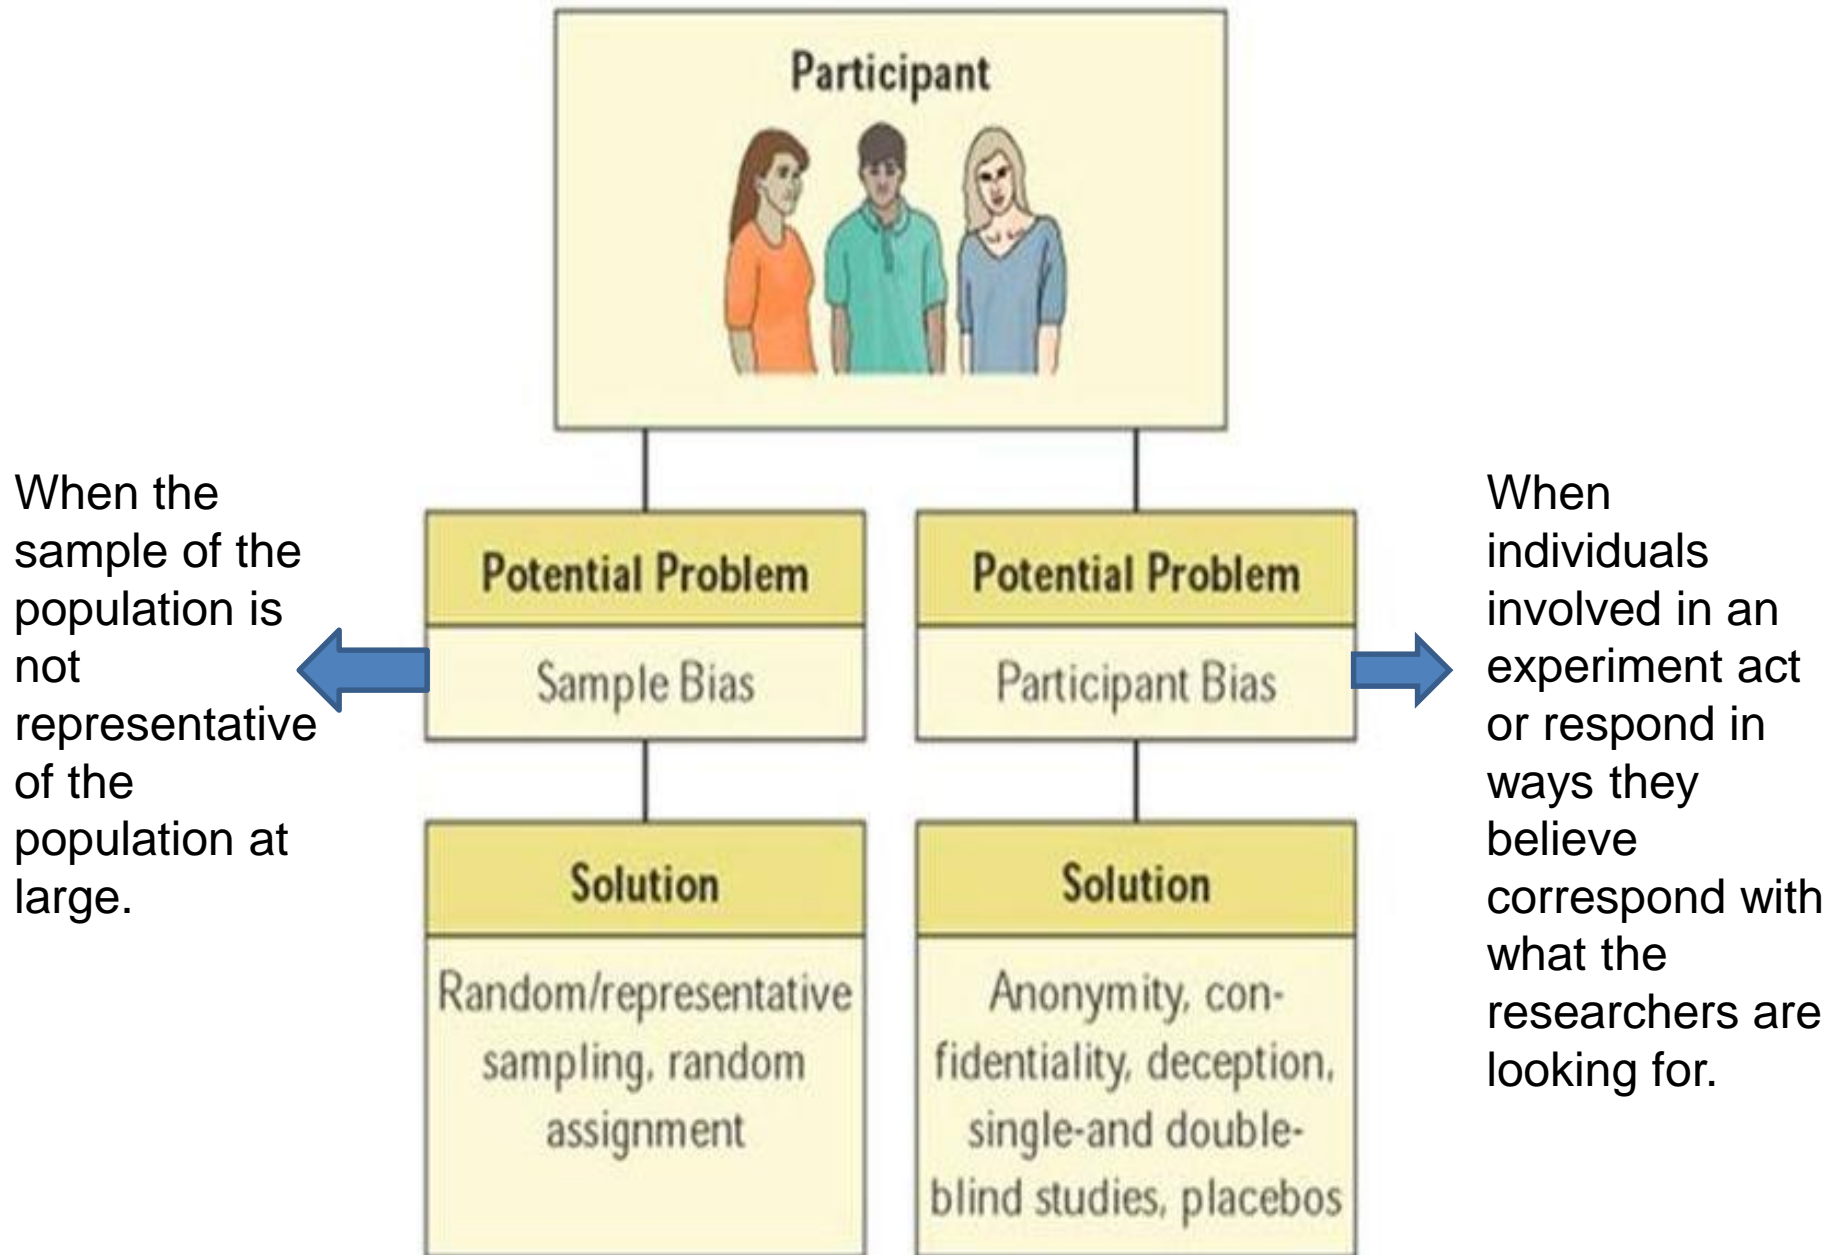 Participant
When the
sample of the
population is
not
representative
of the
population at
large.
Potential Problem
Sample Bias
Solution
Random/representative
sampling, random
assignment
Potential Problem
Participant Bias
Solution
Anonymity, con-
fidentiality, deception,
single-and double-
blind studies, placebos
When
individuals
involved in an
experiment act
or respond in
ways they
believe
correspond with
what the
researchers are
looking for.